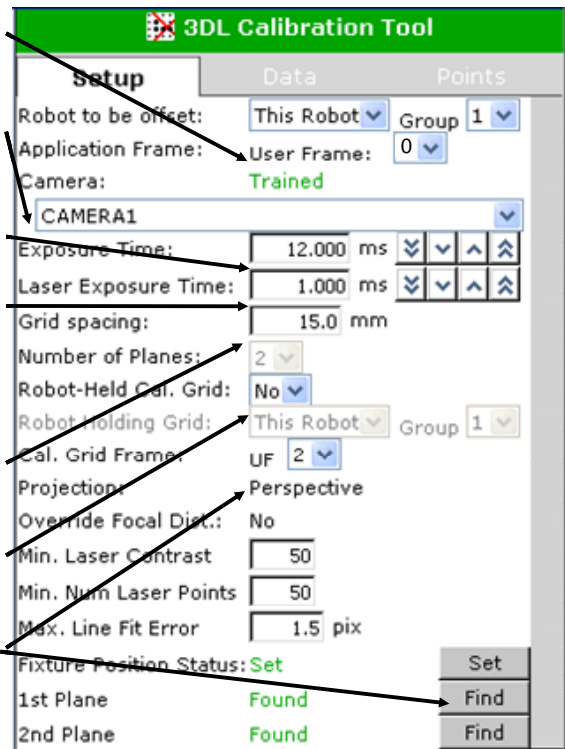 3DL Calibration Tool
Setup Data Points
Robot to be offset: This Robot Group 1
Application Frame: User Frame: 0
Camera: Trained
CAMERA1
Exposure Time: 12.000 ms
Laser Exposure Time: 1.000 ms
Grid spacing: 15.0 mm
Number of Planes: 2
Robot-Held Cal. Grid: No
Robot Holding Grid: This Robot Group 1
Cal. Grid Frame: UF 2
Projection: Perspective
Override Focal Dist.: No
Min. Laser Contrast 50
Min. Num Laser Points 50
Max. Line Fit Error 1.5 pix
Fixture Position Status: Set Set
1st Plane Found Find
2nd Plane Found Find